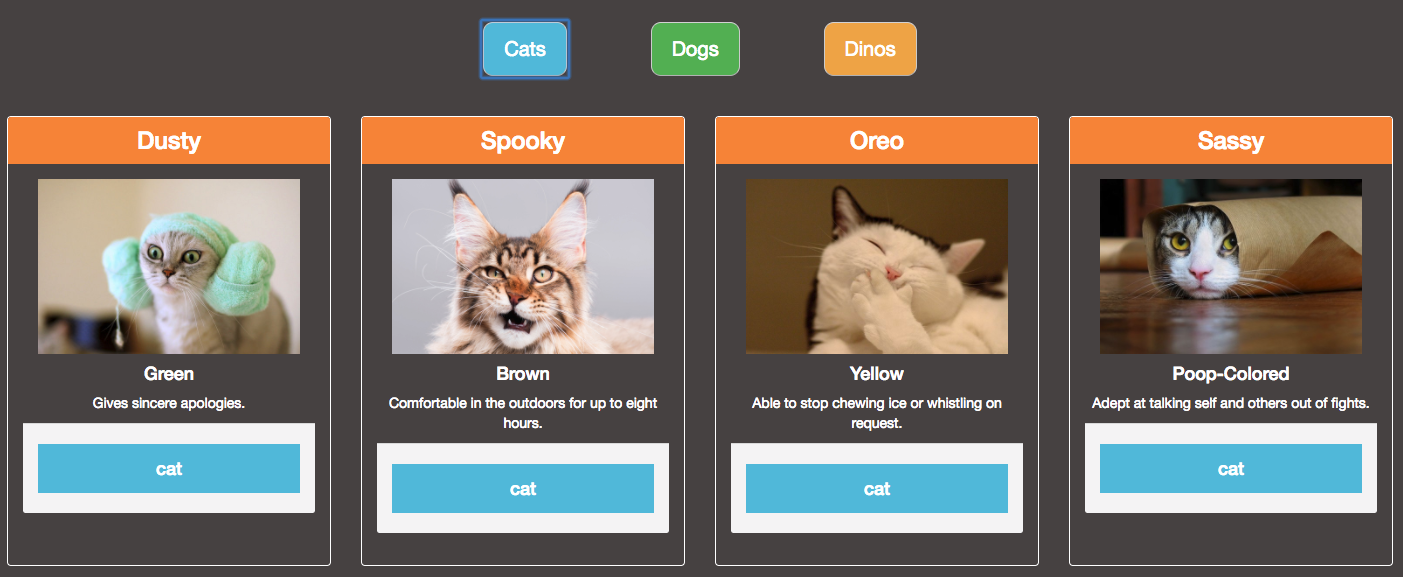 Cats
Dogs
Dinos
Dusty
Green
Gives sincere apologies.
cat
Spooky
Brown
Comfortable in the outdoors for up to eight
hours.
cat
Oreo
Yellow
Able to stop chewing ice or whistling on
request.
cat
Sassy
Poop-Colored
Adept at talking self and others out of fights.
cat